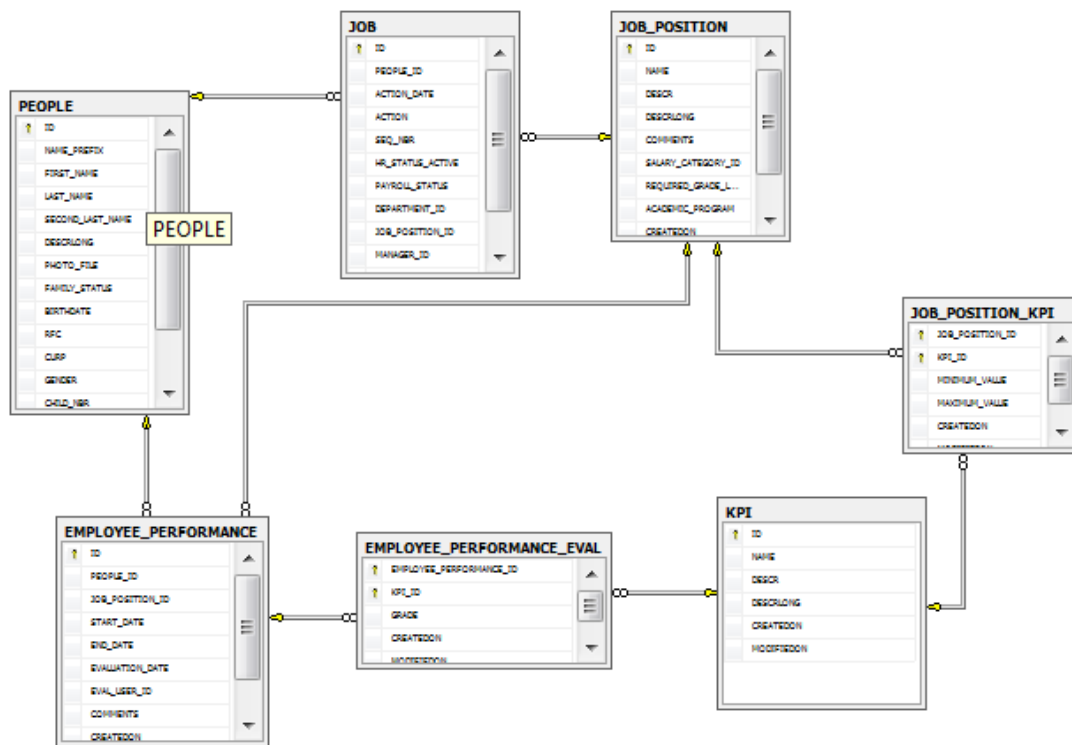 JOB
ID
PEOPLE_ID
ACTION_DATE
ACTION
SEQ_NBR
HR_STATUS_ACTIVE
PAYROLL_STATUS
DEPARTMENT_ID
JOB_POSITION_ID
MANAGER_ID
JOB_POSITION
ID
NAME
DESCR
DESCRLONG
COMMENTS
SALARY_CATEGORY_ID
REQUIRED_GRADE_L...
ACADEMIC_PROGRAM
CREATEDON
PEOPLE
ID
NAME_PREFIX
FIRST_NAME
LAST_NAME
SECOND_LAST_NAME
DESCRLONG
PHOTO_FILE
FAMILY_STATUS
BIRTHDATE
RFC
CURP
GENDER
CHILD_NBR
PEOPLE
JOB_POSITION_KPI
JOB_POSITION_ID
KPI_ID
MINIMUM_VALUE
MAXIMUM_VALUE
CREATEDON
MODIFIEDON
EMPLOYEE_PERFORMANCE
ID
PEOPLE_ID
JOB_POSITION_ID
START_DATE
END_DATE
EVALUATION_DATE
EVAL_USER_ID
COMMENTS
CREATEDON
EMPLOYEE_PERFORMANCE_EVAL
EMPLOYEE_PERFORMANCE_ID
KPI_ID
GRADE
CREATEDON
MODIFIEDON
KPI
ID
NAME
DESCR
DESCRLONG
CREATEDON
MODIFIEDON